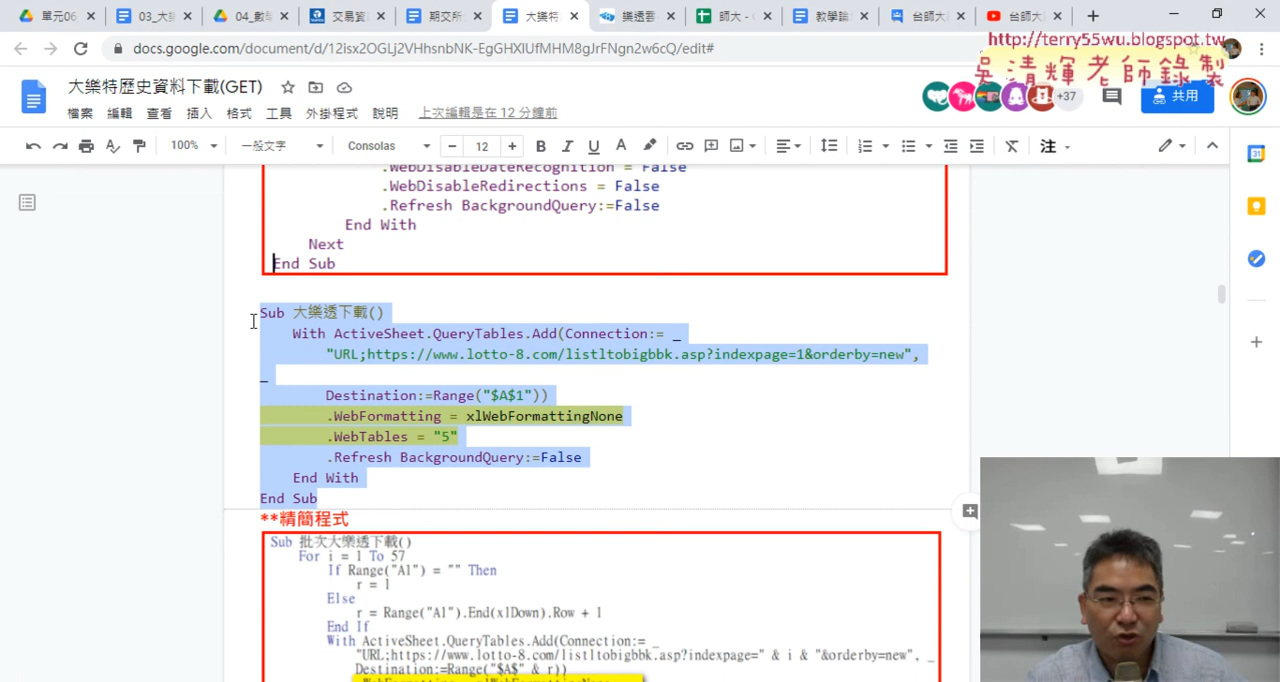 單元06
03_大
04_數
交易資
期交所
大樂特
樂透
師大 -
教學論
台師大
台師大
docs.google.com/document/d/12isx2OGLj2VHhsnbNK-EgGHXlUfMHM8gJrFNgn2w6cQ/edit#
http://terry55wu.blogspot.tw
吳清輝老師錄製
大樂特歷史資料下載(GET)
+37
共用
檔案 編輯 查看 插入 格式 工具 外掛程式 說明 上次編輯是在 12 分鐘前
100% 一般文字 Consolas 12 B I U A 注
.WebDisableDateRecognition = False
.WebDisableRedirections = False
.Refresh BackgroundQuery:=False
End With
Next
End Sub
Sub 大樂透下載()
With ActiveSheet.QueryTables.Add(Connection:= _
"URL;https://www.lotto-8.com/listltobigbbk.asp?indexpage=1&orderby=new",
_
Destination:=Range("$A$1"))
.WebFormatting = xlWebFormattingNone
.WebTables = "5"
.Refresh BackgroundQuery:=False
End With
End Sub
**精簡程式
Sub 批次大樂透下載()
For i = 1 To 57
If Range("A1") = "" Then
r = 1
Else
r = Range("A1").End(xlDown).Row + 1
End If
With ActiveSheet.QueryTables.Add(Connection:= _
"URL;https://www.lotto-8.com/listltobigbbk.asp?indexpage=" & i & "&orderby=new", _
Destination:=Range("$A$" & r))